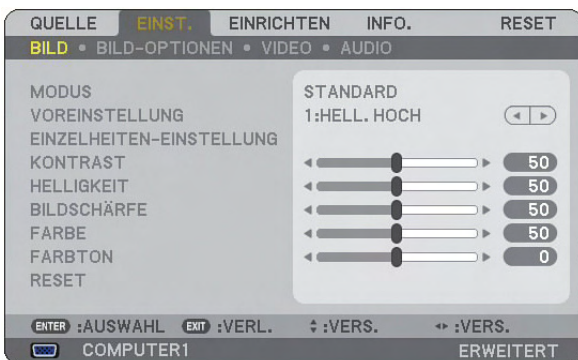 QUELLE EINST. EINRICHTEN INFO. RESET
BILD • BILD-OPTIONEN • VIDEO • AUDIO
MODUS STANDARD
VOREINSTELLUNG 1:HELL. HOCH
EINZELHEITEN-EINSTELLUNG
KONTRAST 50
HELLIGKEIT 50
BILDSCHÄRFE 50
FARBE 50
FARBTON 0
RESET
ENTER :AUSWAHL EXIT :VERL. :VERS. :VERS.
COMPUTER1 ERWEITERT